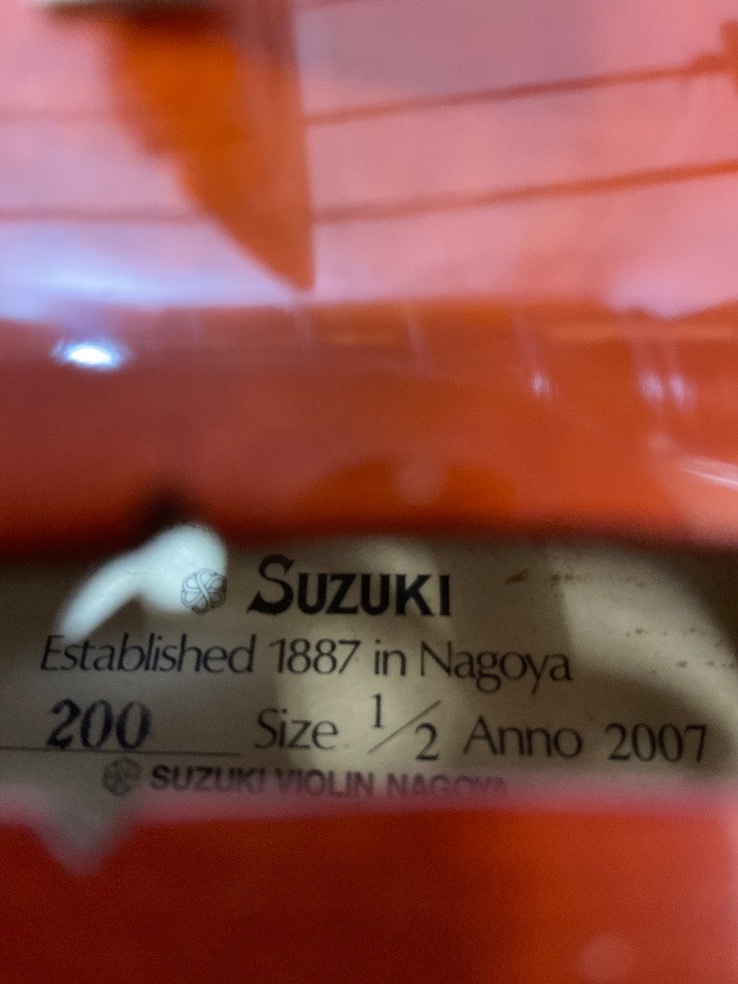 SUZUKI
Established 1887 in Nagoya
200 Size 1/2 Anno 2007
SUZUKI VIOLIN NAGOYA